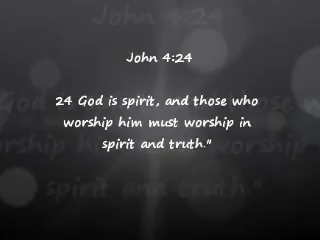 John 4:24
24 God is spirit, and those who
worship him must worship in
spirit and truth."